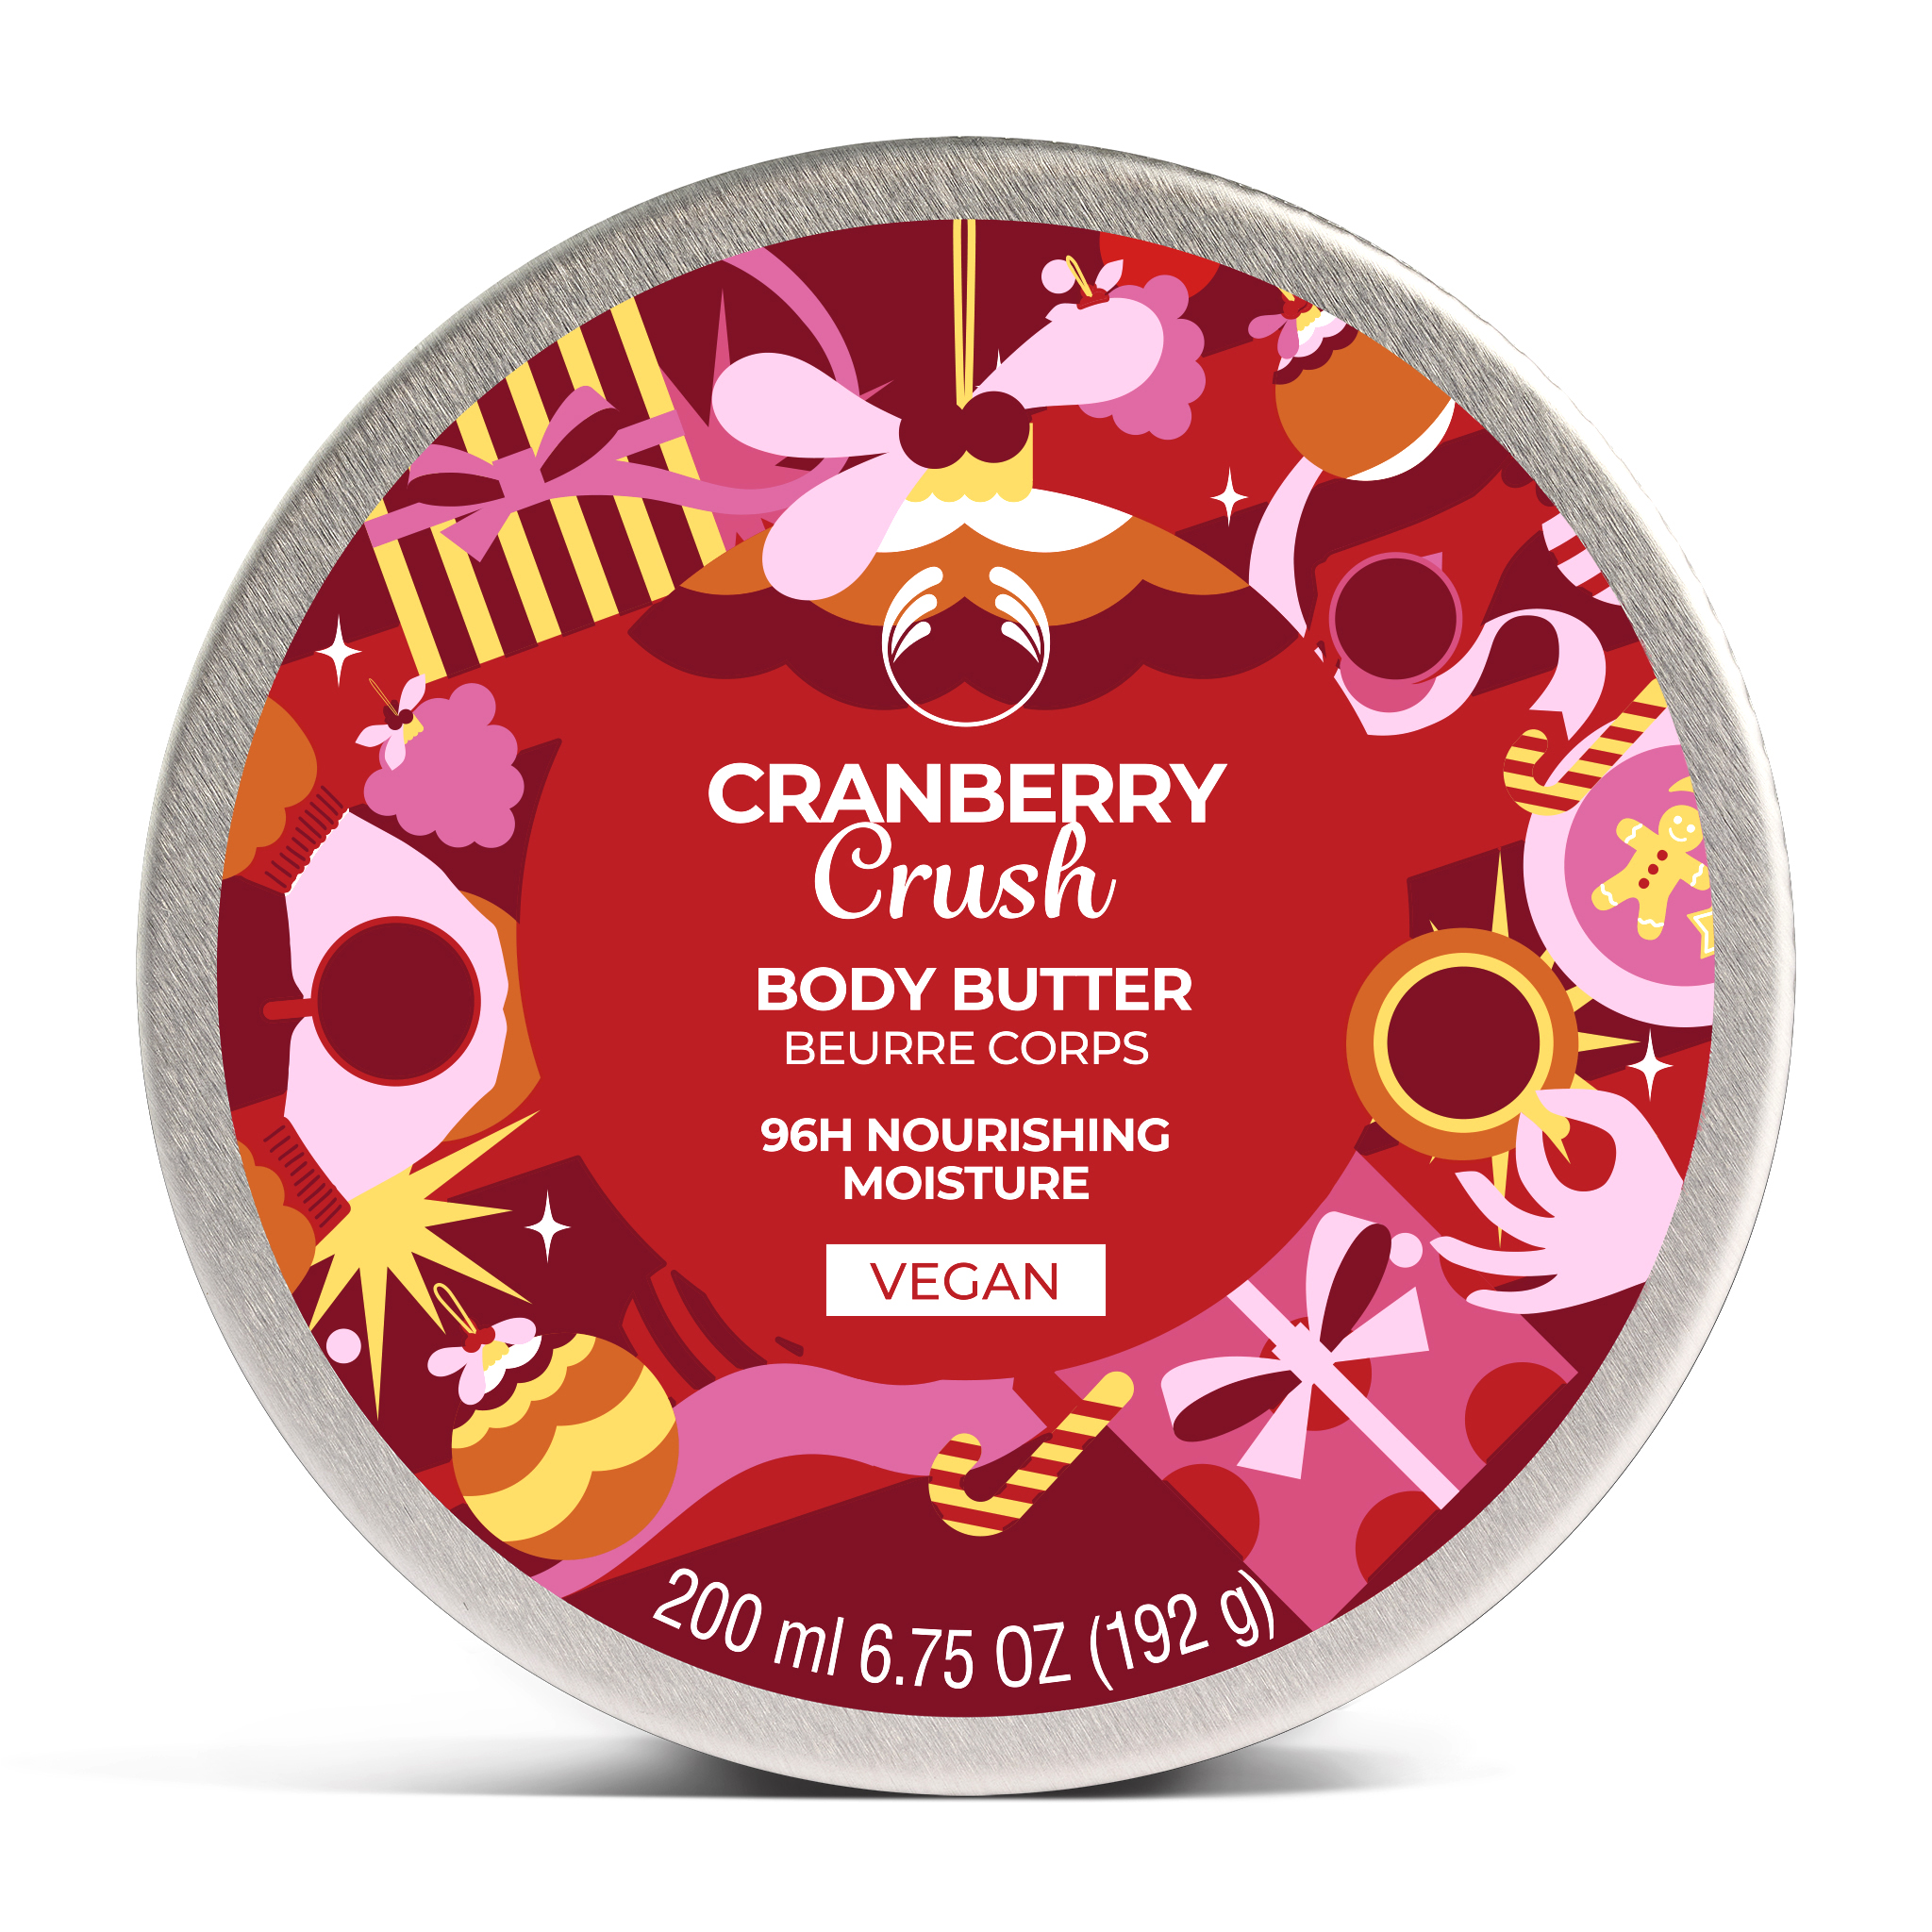 CRANBERRY
Crush
BODY BUTTER
BEURRE CORPS
96H NOURISHING
MOISTURE
VEGAN
200 ml 6.75 OZ (192 g)